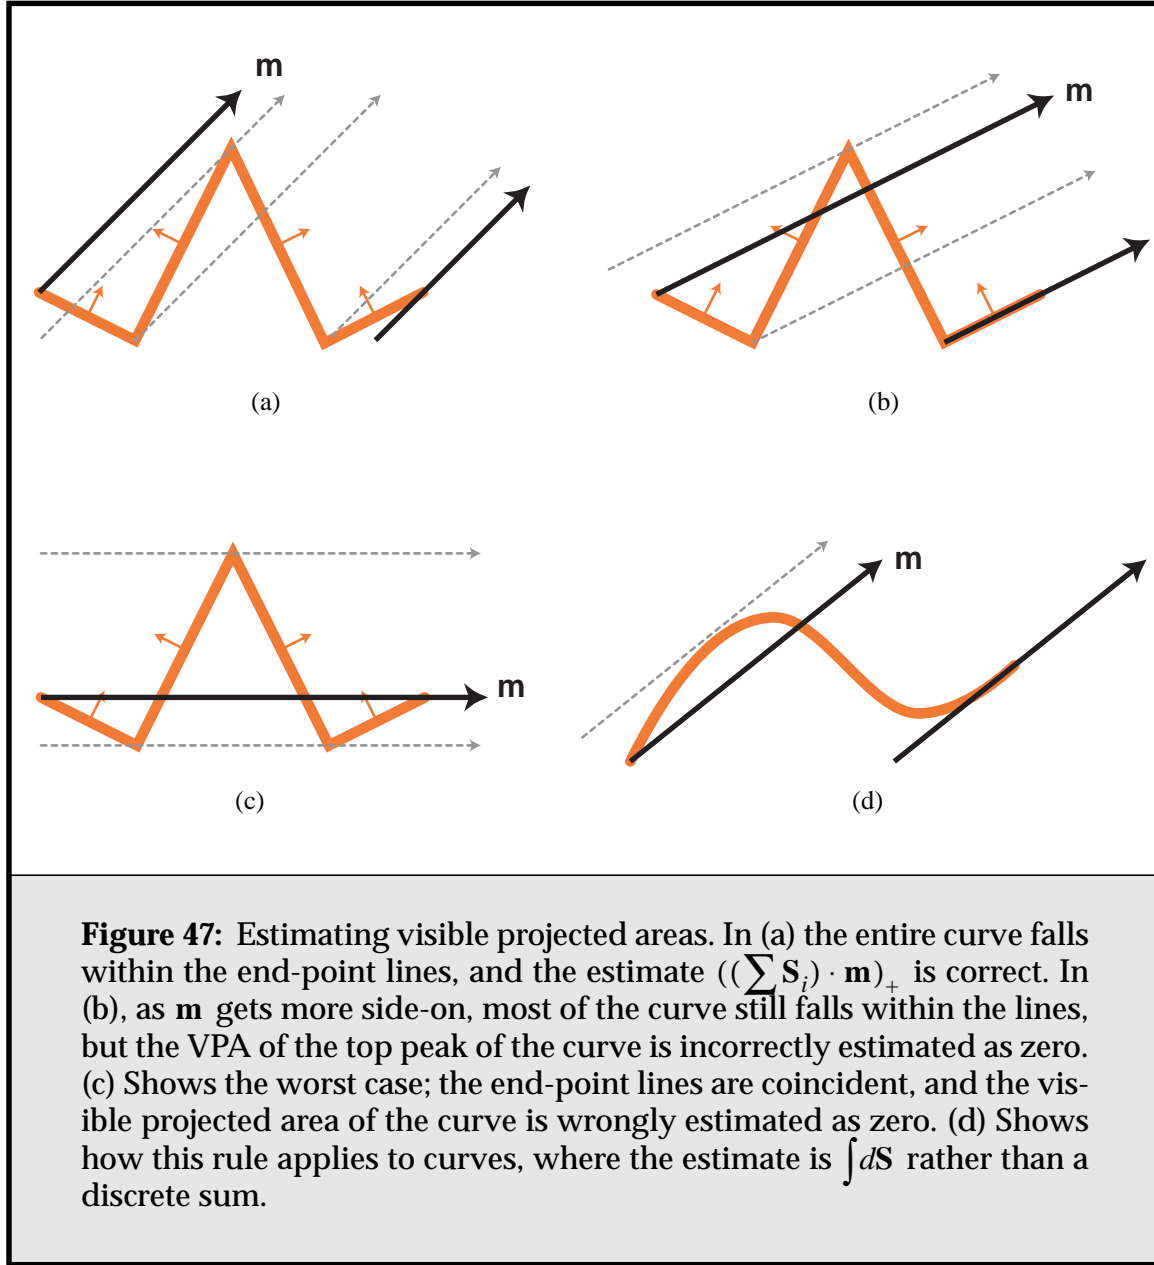 m
m
(a)
(b)
m
m
(c)
(d)
Figure 47: Estimating visible projected areas. In (a) the entire curve falls
within the end-point lines, and the estimate ((∑ Sᵢ) · m)₊ is correct. In
(b), as m gets more side-on, most of the curve still falls within the lines,
but the VPA of the top peak of the curve is incorrectly estimated as zero.
(c) Shows the worst case; the end-point lines are coincident, and the vis-
ible projected area of the curve is wrongly estimated as zero. (d) Shows
how this rule applies to curves, where the estimate is ∫dS rather than a
discrete sum.